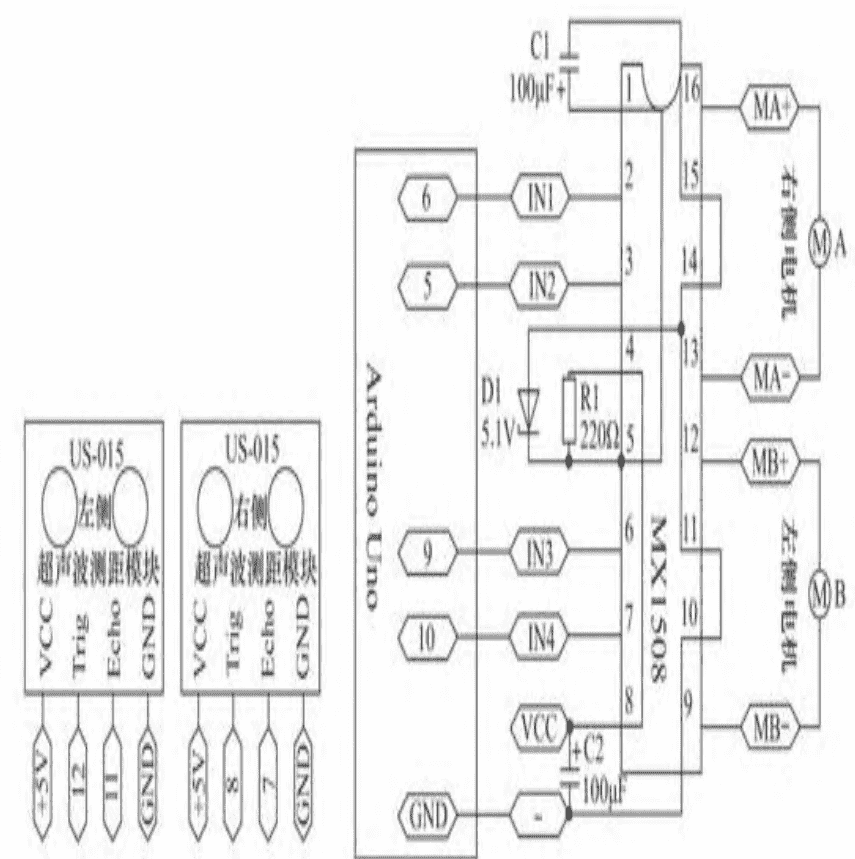 US-015
左侧
超声波测距模块
VCC
Trig
Echo
GND
+5V
12
11
GND
US-015
右侧
超声波测距模块
VCC
Trig
Echo
GND
+5V
8
7
GND
Arduino Uno
6
5
9
10
GND
IN1
IN2
IN3
IN4
VCC
-
C1
100μF+
D1
5.1V
R1
220Ω
+C2
100μF
1
2
3
4
5
6
7
8
MX1508
16
15
14
13
12
11
10
9
MA+
MA-
MB+
MB-
右侧电机
M A
左侧电机
M B